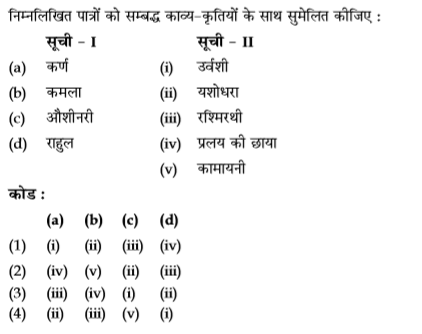 निम्नलिखित पात्रों को सम्बद्ध काव्य-कृतियों के साथ सुमेलित कीजिए :
सूची - I सूची - II
(a) कर्ण (i) उर्वशी
(b) कमला (ii) यशोधरा
(c) औशीनरी (iii) रश्मिरथी
(d) राहुल (iv) प्रलय की छाया
(v) कामायनी
कोड :
(a) (b) (c) (d)
(1) (i) (ii) (iii) (iv)
(2) (iv) (v) (ii) (iii)
(3) (iii) (iv) (i) (ii)
(4) (ii) (iii) (v) (i)